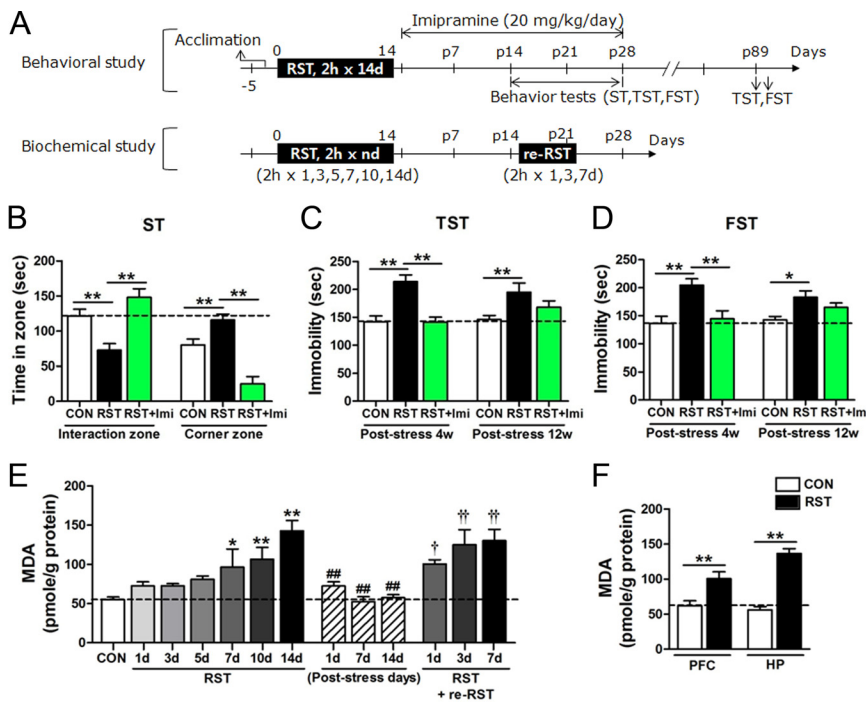 A
Imipramine (20 mg/kg/day)
Acclimation
Behavioral study
0 14 p7 p14 p21 p28 p89 Days
RST, 2h x 14d
-5
Behavior tests (ST,TST,FST)
TST,FST
Biochemical study
0 14 p7 p14 p21 p28 Days
RST, 2h x nd
re-RST
(2h x 1,3,5,7,10,14d)
(2h x 1,3,7d)
B
ST
Time in zone (sec)
200
150
100
50
0
** ** ** **
CON RST RST+Imi CON RST RST+Imi
Interaction zone Corner zone
C
TST
Immobility (sec)
250
200
150
100
50
0
** ** **
CON RST RST+Imi CON RST RST+Imi
Post-stress 4w Post-stress 12w
D
FST
Immobility (sec)
250
200
150
100
50
0
** ** *
CON RST RST+Imi CON RST RST+Imi
Post-stress 4w Post-stress 12w
E
MDA
(pmole/g protein)
200
150
100
50
0
* ** ** ## ## ## † †† ††
CON 1d 3d 5d 7d 10d 14d 1d 7d 14d 1d 3d 7d
RST (Post-stress days) RST
+ re-RST
F
CON
RST
MDA
(pmole/g protein)
200
150
100
50
0
** **
PFC HP